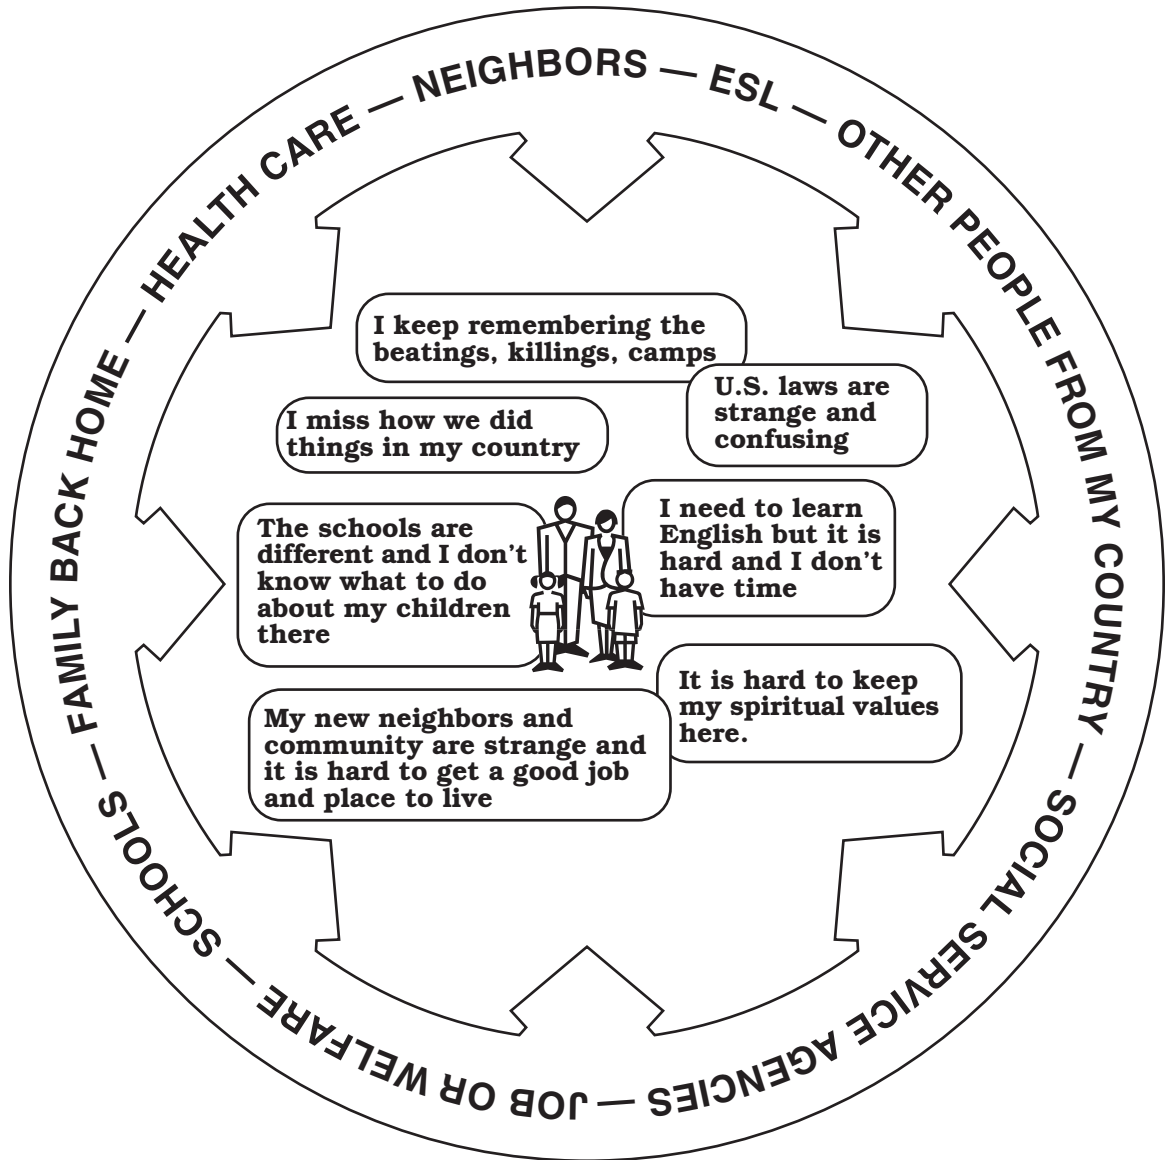 NEIGHBORS — ESL — OTHER PEOPLE FROM MY COUNTRY — SOCIAL SERVICE AGENCIES — JOB OR WELFARE — SCHOOLS — FAMILY BACK HOME — HEALTH CARE —
I keep remembering the
beatings, killings, camps
U.S. laws are
strange and
confusing
I miss how we did
things in my country
The schools are
different and I don't
know what to do
about my children
there
I need to learn
English but it is
hard and I don't
have time
It is hard to keep
my spiritual values
here.
My new neighbors and
community are strange and
it is hard to get a good job
and place to live